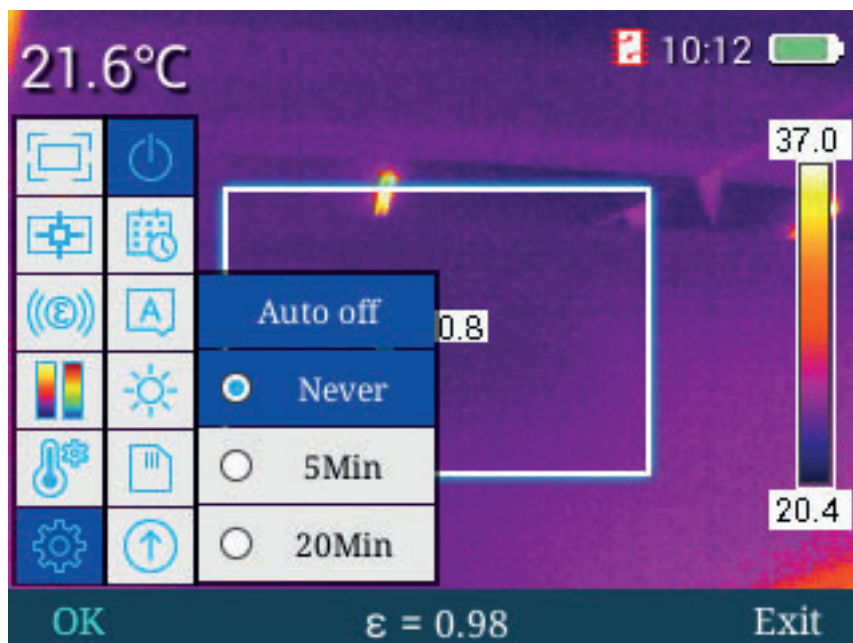 21.6°C
10:12
37.0
Auto off
0.8
Never
5Min
20Min
20.4
OK
ε = 0.98
Exit